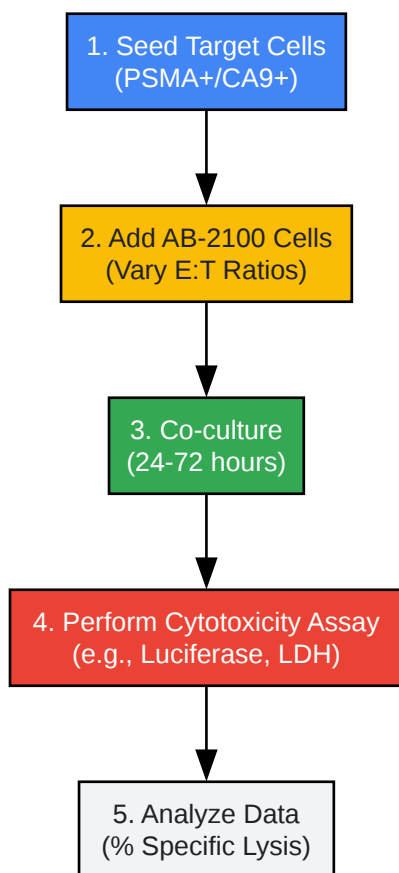 1. Seed Target Cells
(PSMA+/CA9+)
2. Add AB-2100 Cells
(Vary E:T Ratios)
3. Co-culture
(24-72 hours)
4. Perform Cytotoxicity Assay
(e.g., Luciferase, LDH)
5. Analyze Data
(% Specific Lysis)